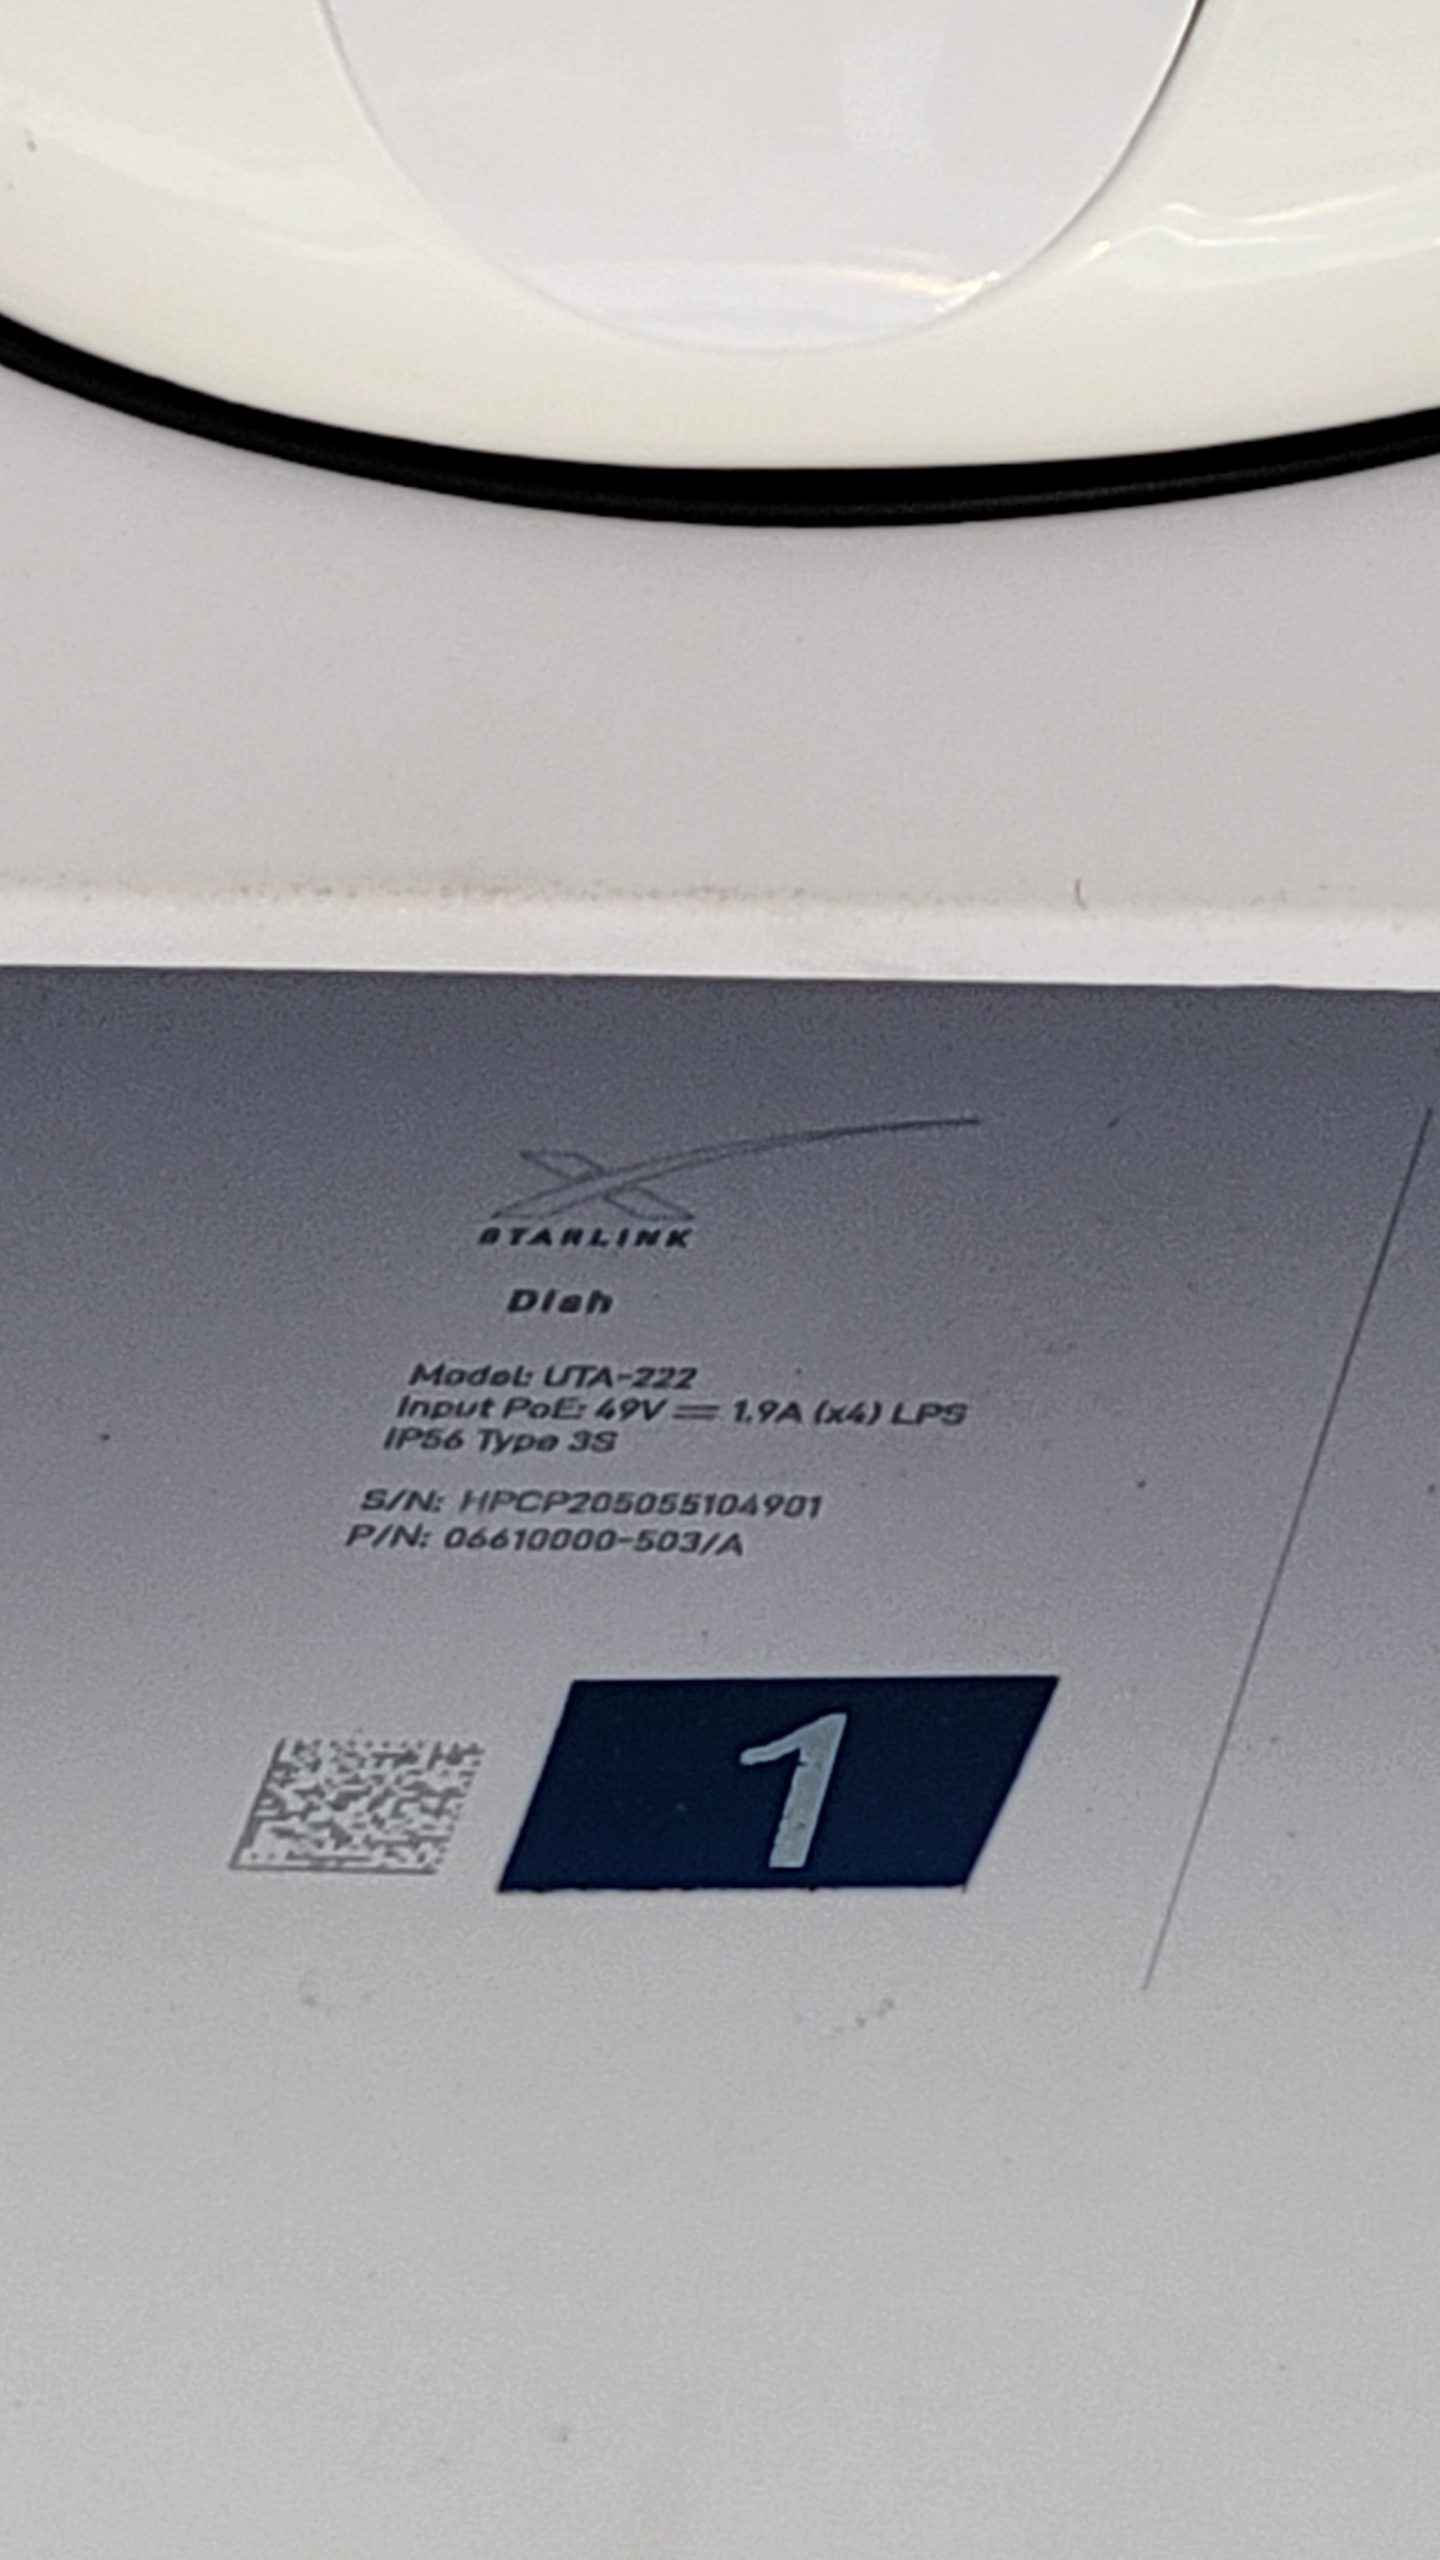 STARLINK
Dish
Model: UTA-222
Input PoE: 49V ⎓ 1.9A (x4) LPS
IP56 Type 3S
S/N: HPCP205055104901
P/N: 06610000-503/A
1